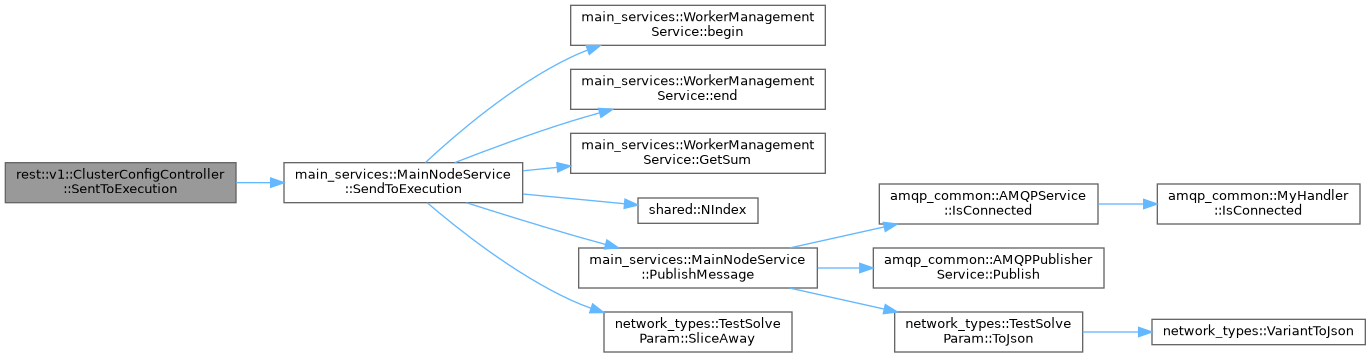 rest::v1::ClusterConfigController
::SentToExecution
main_services::MainNodeService
::SendToExecution
main_services::WorkerManagement
Service::begin
main_services::WorkerManagement
Service::end
main_services::WorkerManagement
Service::GetSum
shared::NIndex
main_services::MainNodeService
::PublishMessage
network_types::TestSolve
Param::SliceAway
amqp_common::AMQPService
::IsConnected
amqp_common::AMQPPublisher
Service::Publish
network_types::TestSolve
Param::ToJson
amqp_common::MyHandler
::IsConnected
network_types::VariantToJson